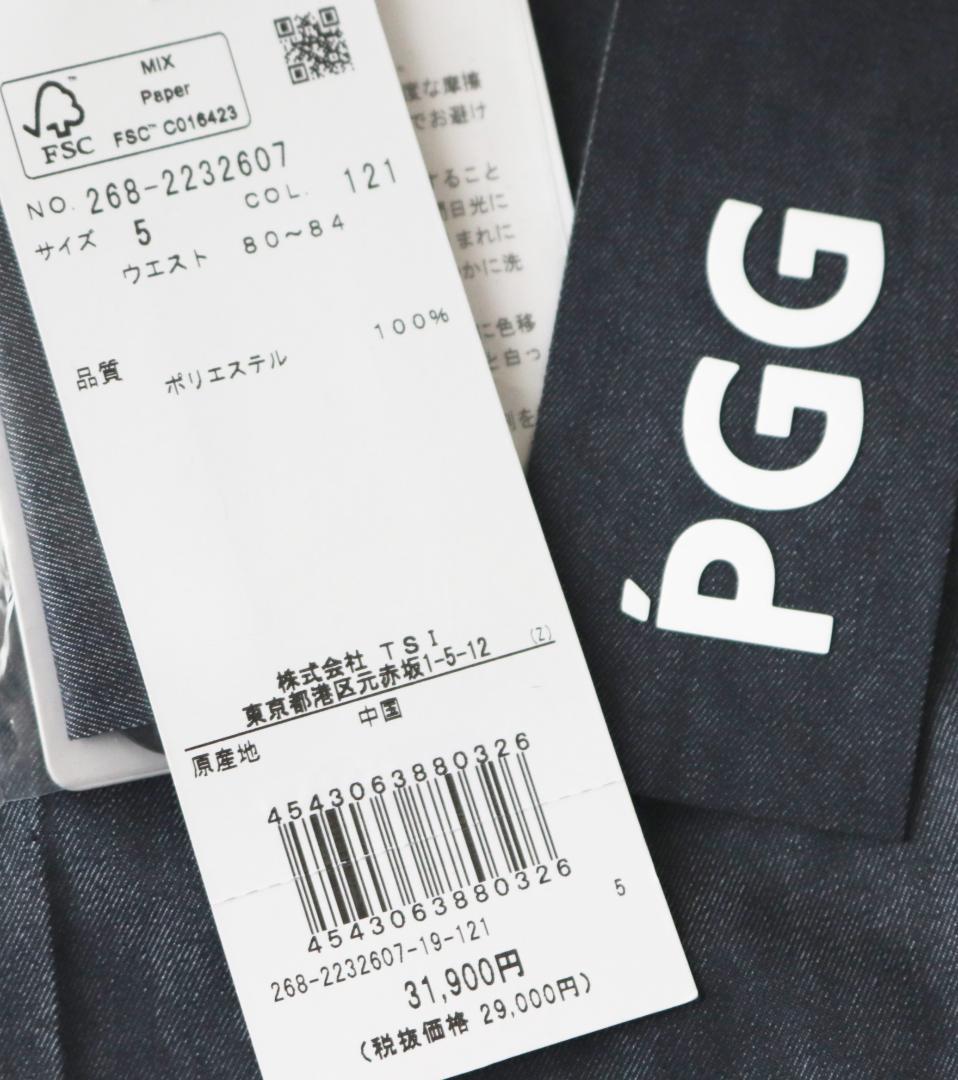 MIX
Paper
FSC™ C016423
FSC
NO. 268-2232607
COL. 121
サイズ 5
ウエスト 80～84
品質 ポリエステル 100%
株式会社 TSI
東京都港区元赤坂1-5-12 (Z)
原産地 中国
4543063880326
4543063880326
268-2232607-19-121 5
31,900円
(税抜価格 29,000円)
度な摩擦
でお避け
すること
日光に
まれに
かに洗
に色移
と白っ
ṔGG